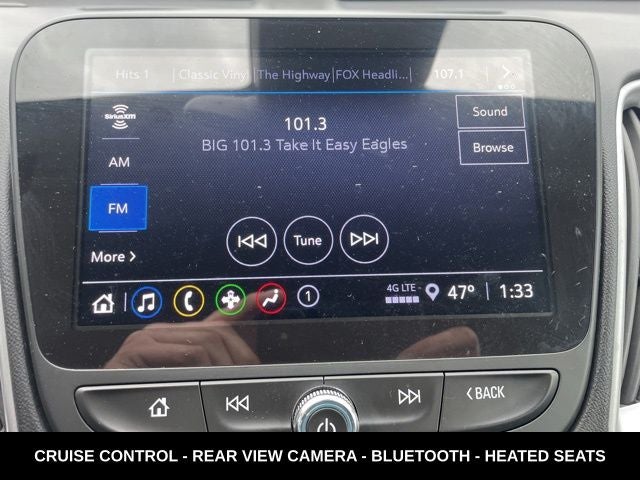 Hits 1 Classic Vinyl The Highway FOX Headli... 107.1
SiriusXM
Sound
101.3
BIG 101.3 Take It Easy Eagles
Browse
AM
FM
Tune
More >
1
4G LTE
47° 1:33
BACK
CRUISE CONTROL - REAR VIEW CAMERA - BLUETOOTH - HEATED SEATS